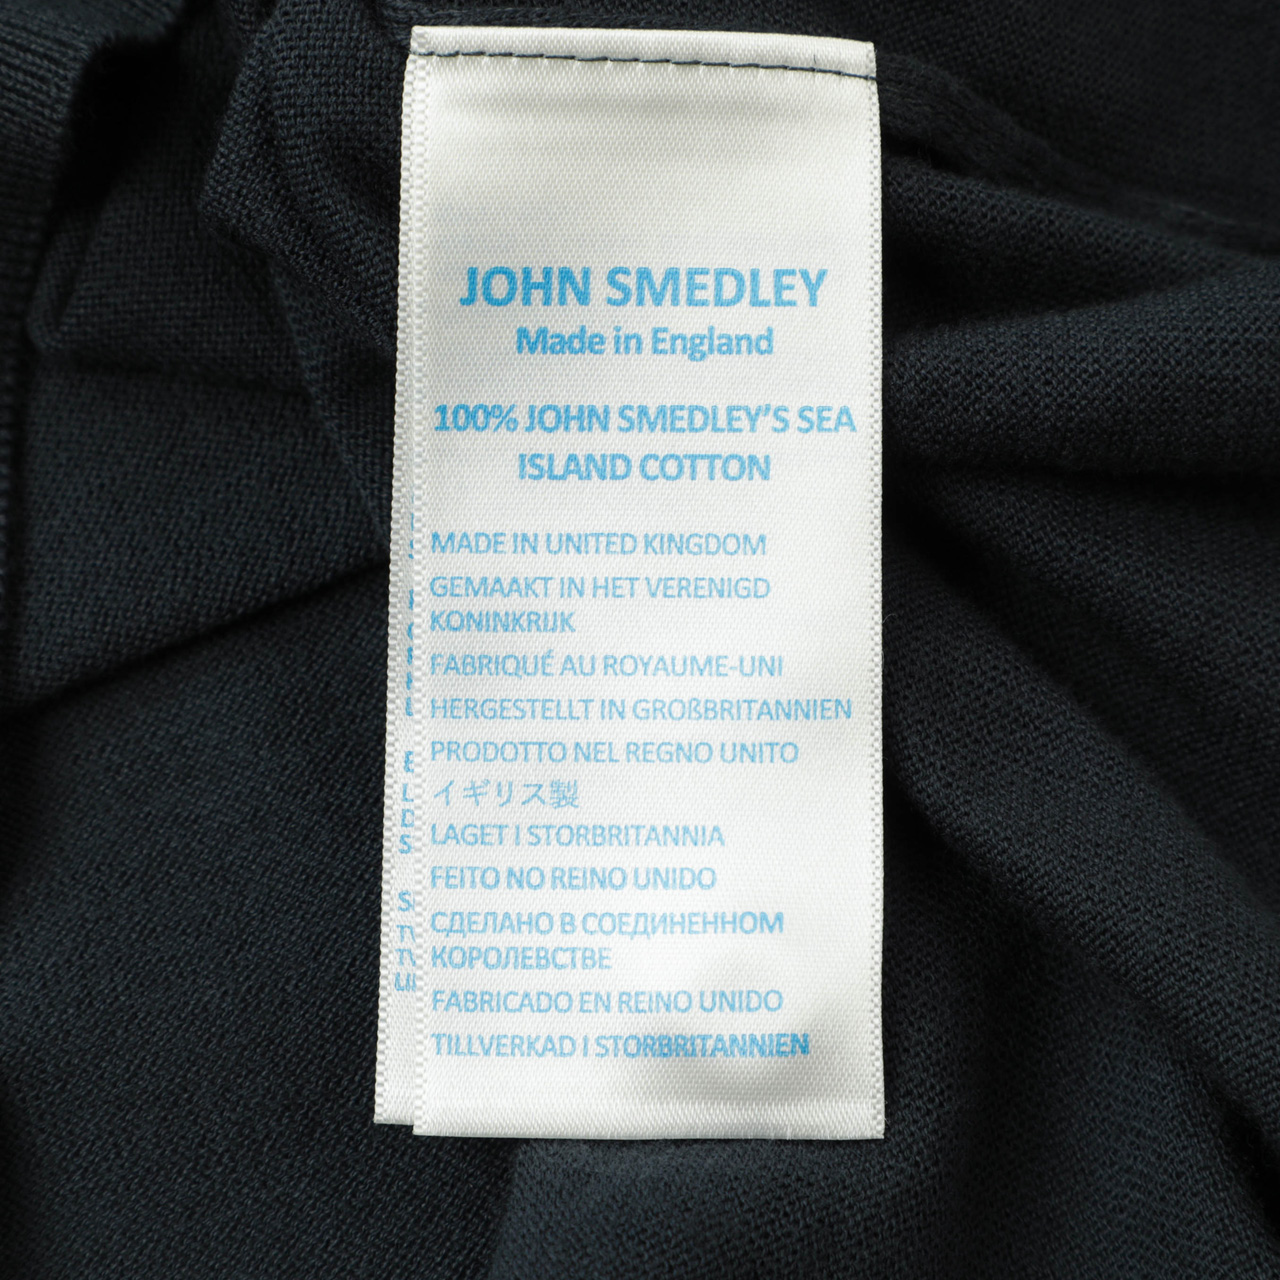 JOHN SMEDLEY
Made in England
100% JOHN SMEDLEY'S SEA
ISLAND COTTON
MADE IN UNITED KINGDOM
GEMAAKT IN HET VERENIGD
KONINKRIJK
FABRIQUÉ AU ROYAUME-UNI
HERGESTELLT IN GROßBRITANNIEN
PRODOTTO NEL REGNO UNITO
イギリス製
LAGET I STORBRITANNIA
FEITO NO REINO UNIDO
СДЕЛАНО В СОЕДИНЕННОМ
КОРОЛЕВСТВЕ
FABRICADO EN REINO UNIDO
TILLVERKAD I STORBRITANNIEN